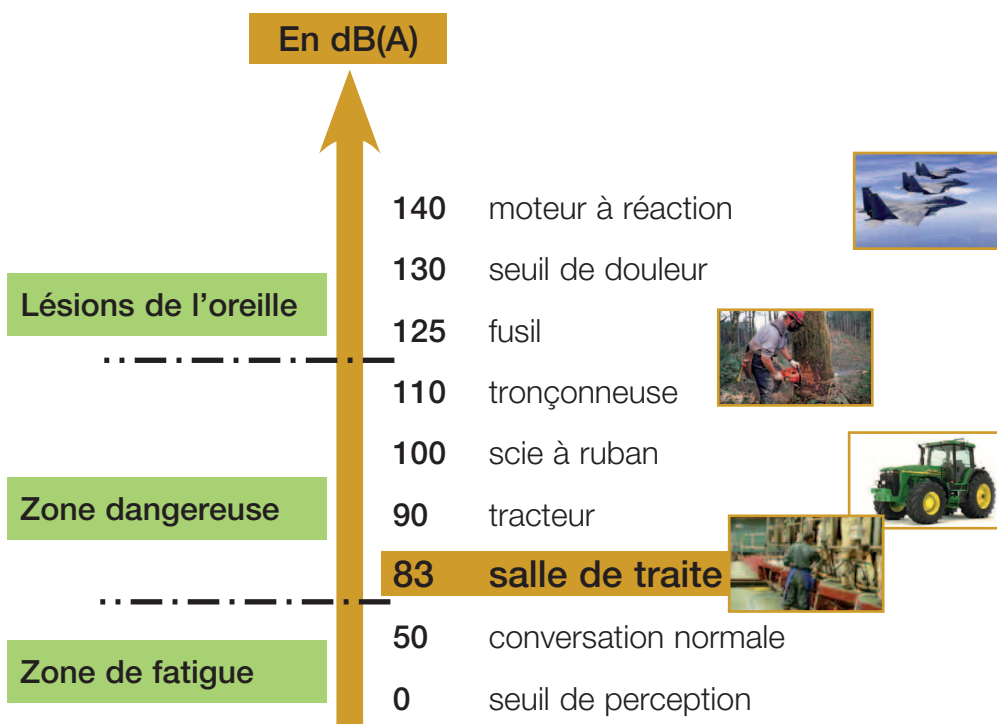 En dB(A)
140 moteur à réaction
130 seuil de douleur
Lésions de l'oreille
125 fusil
110 tronçonneuse
100 scie à ruban
Zone dangereuse
90 tracteur
83 salle de traite
50 conversation normale
Zone de fatigue
0 seuil de perception